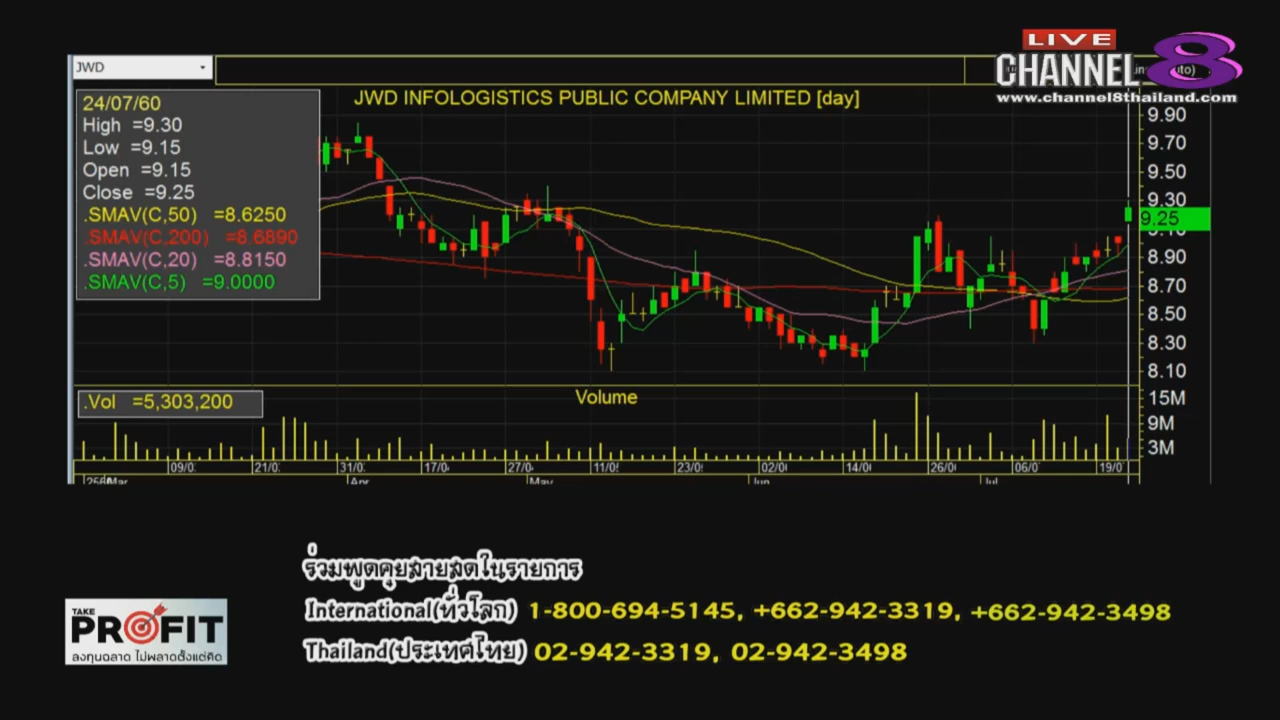 LIVE
CHANNEL 8
www.channel8thailand.com
JWD
JWD INFOLOGISTICS PUBLIC COMPANY LIMITED [day]
24/07/60
High =9.30
Low =9.15
Open =9.15
Close =9.25
.SMAV(C,50) =8.6250
.SMAV(C,200) =8.6890
.SMAV(C,20) =8.8150
.SMAV(C,5) =9.0000
9.90
9.70
9.50
9.30
9.25
9.10
8.90
8.70
8.50
8.30
8.10
.Vol =5,303,200
Volume
15M
9M
3M
31/0 17/0 27/0 11/0 23/0 02/0 14/0 26/0 06/0 19/0
Apr May Jun Jul
ร่วมพูดคุยสายสดในรายการ
International(ทั่วโลก) 1-800-694-5145, +662-942-3319, +662-942-3498
Thailand(ประเทศไทย) 02-942-3319, 02-942-3498
TAKE
PROFIT
ลงทุนฉลาด ไม่พลาดตั้งแต่คิด